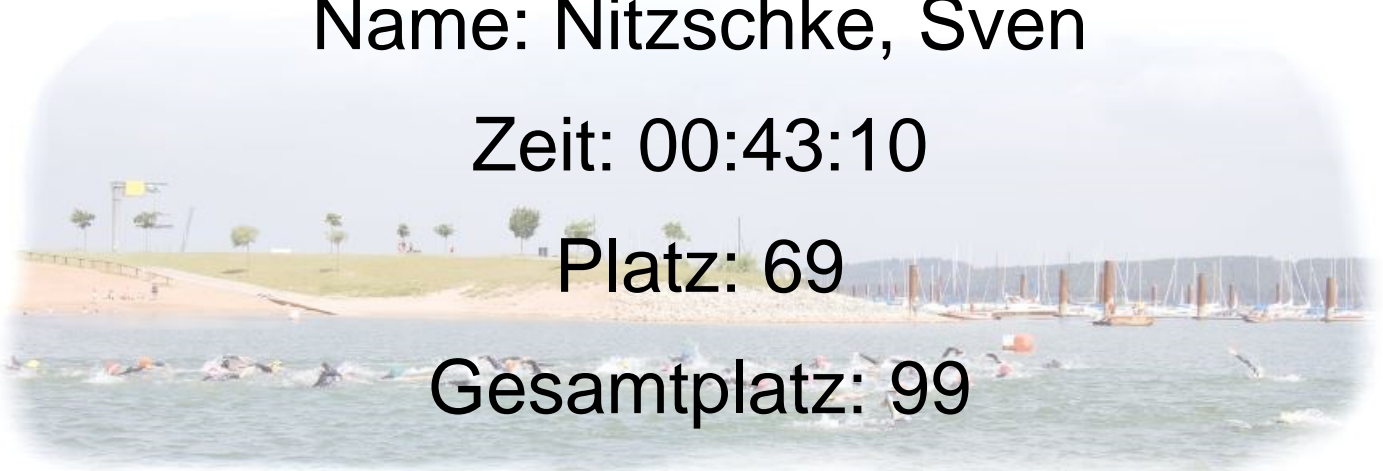 Name: Nitzschke, Sven
Zeit: 00:43:10
Platz: 69
Gesamtplatz: 99